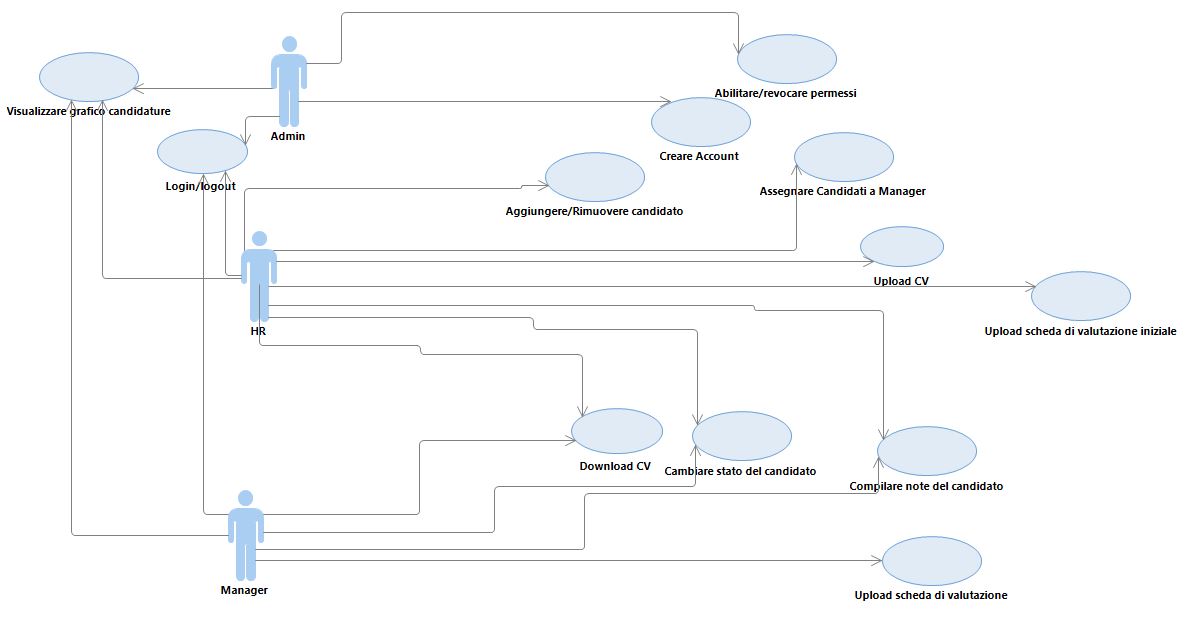 Abilitare/revocare permessi
Visualizzare grafico candidature
Admin
Creare Account
Login/logout
Assegnare Candidati a Manager
Aggiungere/Rimuovere candidato
Upload CV
HR
Upload scheda di valutazione iniziale
Download CV
Cambiare stato del candidato
Compilare note del candidato
Manager
Upload scheda di valutazione